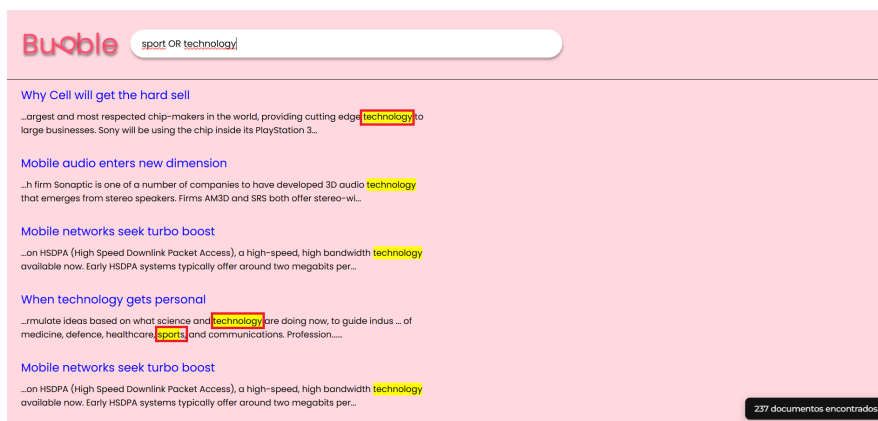 Buoble
sport OR technology
Why Cell will get the hard sell
...argest and most respected chip-makers in the world, providing cutting edge technology to
large businesses. Sony will be using the chip inside its PlayStation 3...
Mobile audio enters new dimension
...h firm Sonaptic is one of a number of companies to have developed 3D audio technology
that emerges from stereo speakers. Firms AM3D and SRS both offer stereo-wi...
Mobile networks seek turbo boost
...on HSDPA (High Speed Downlink Packet Access), a high-speed, high bandwidth technology
available now. Early HSDPA systems typically offer around two megabits per...
When technology gets personal
...rmulate ideas based on what science and technology are doing now, to guide indus ... of
medicine, defence, healthcare, sports, and communications. Profession......
Mobile networks seek turbo boost
...on HSDPA (High Speed Downlink Packet Access), a high-speed, high bandwidth technology
available now. Early HSDPA systems typically offer around two megabits per...
237 documentos encontrados